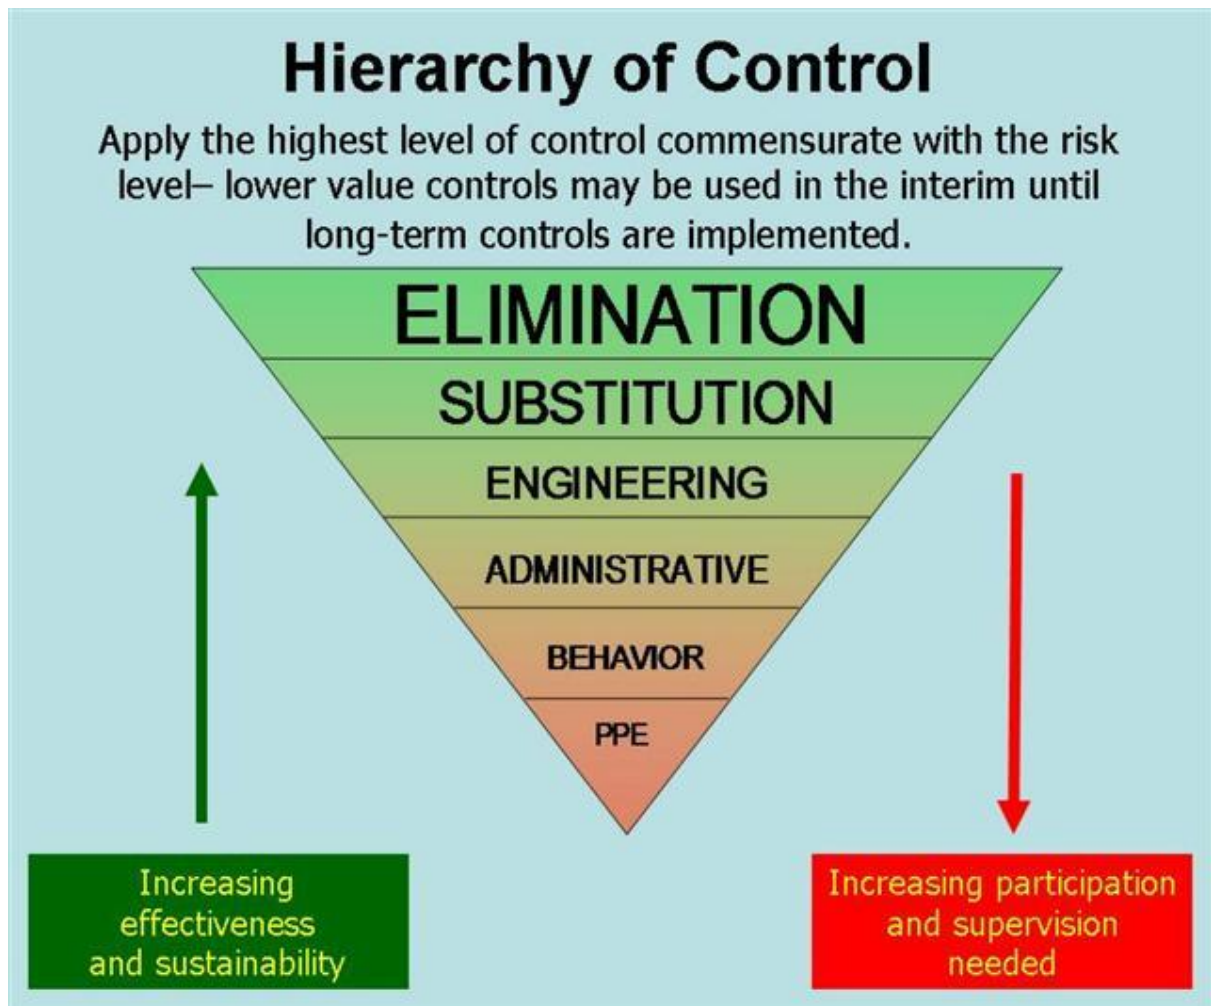 Hierarchy of Control
Apply the highest level of control commensurate with the risk
level– lower value controls may be used in the interim until
long-term controls are implemented.
ELIMINATION
SUBSTITUTION
ENGINEERING
ADMINISTRATIVE
BEHAVIOR
PPE
Increasing
effectiveness
and sustainability
Increasing participation
and supervision
needed